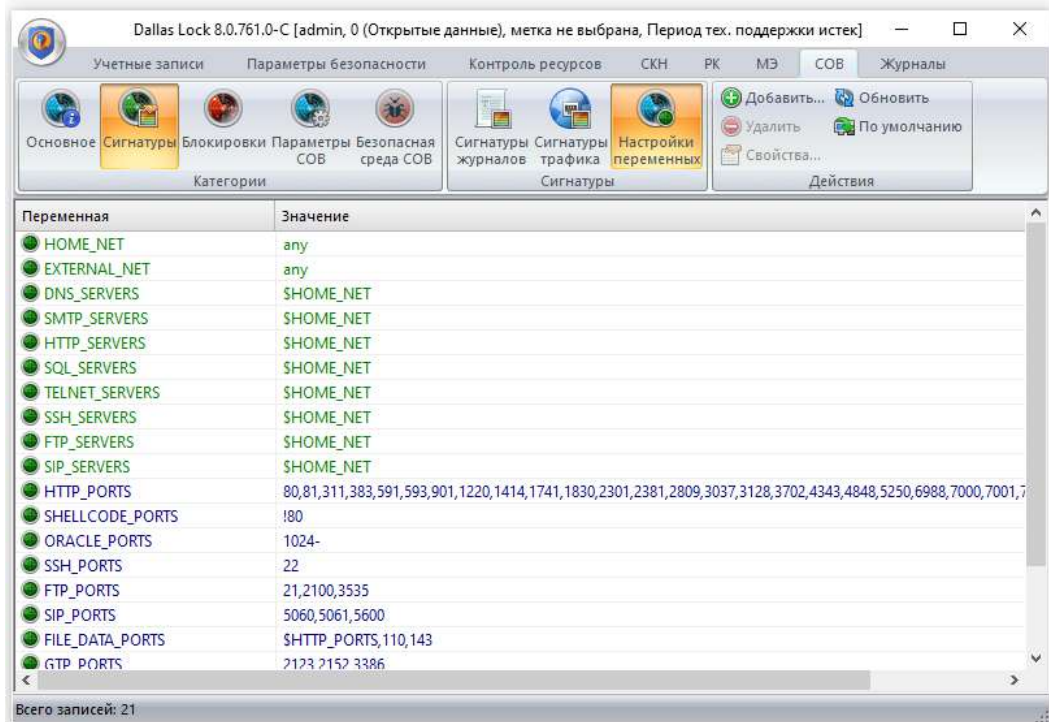 Dallas Lock 8.0.761.0-C [admin, 0 (Открытые данные), метка не выбрана, Период тех. поддержки истек]
Учетные записи Параметры безопасности Контроль ресурсов СКН РК МЭ СОВ Журналы
Основное Сигнатуры Блокировки Параметры СОВ Безопасная среда СОВ
Категории
Сигнатуры журналов Сигнатуры трафика Настройки переменных
Сигнатуры
Добавить... Обновить
Удалить По умолчанию
Свойства...
Действия
Переменная Значение
HOME_NET any
EXTERNAL_NET any
DNS_SERVERS $HOME_NET
SMTP_SERVERS $HOME_NET
HTTP_SERVERS $HOME_NET
SQL_SERVERS $HOME_NET
TELNET_SERVERS $HOME_NET
SSH_SERVERS $HOME_NET
FTP_SERVERS $HOME_NET
SIP_SERVERS $HOME_NET
HTTP_PORTS 80,81,311,383,591,593,901,1220,1414,1741,1830,2301,2381,2809,3037,3128,3702,4343,4848,5250,6988,7000,7001,7
SHELLCODE_PORTS !80
ORACLE_PORTS 1024-
SSH_PORTS 22
FTP_PORTS 21,2100,3535
SIP_PORTS 5060,5061,5600
FILE_DATA_PORTS $HTTP_PORTS,110,143
GTP_PORTS 2123,2152,3386
Всего записей: 21